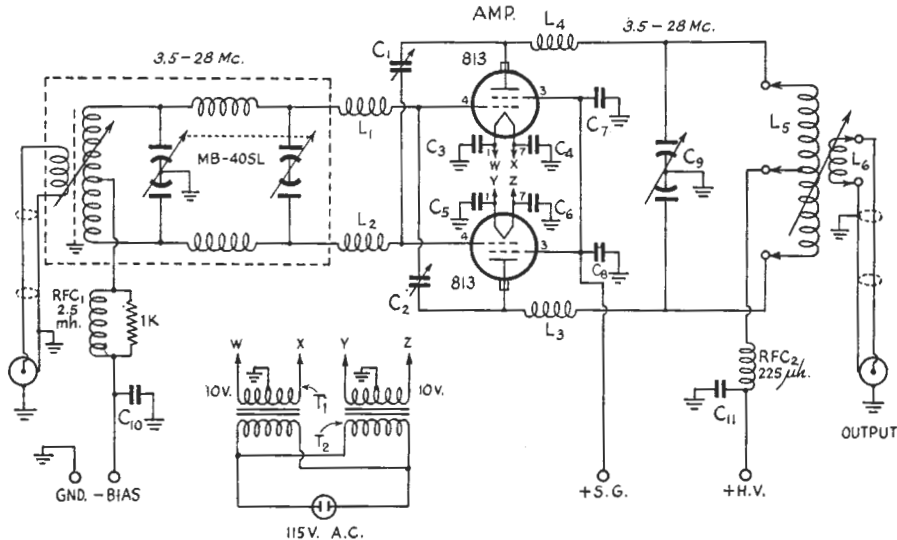 AMP.
3.5–28 Mc.
3.5–28 Mc.
MB-40SL
C1
813
L4
L1
4
3
C7
C3
1
7
C4
W
X
Y
Z
C5
1
7
C6
L2
4
3
C8
C2
813
L3
C9
L5
L6
RFC1
2.5
mh.
1K
C10
GND.
–BIAS
W
X
Y
Z
10V.
10V.
T1
T2
115V. A.C.
+S.G.
RFC2
225 µh.
C11
+H.V.
OUTPUT